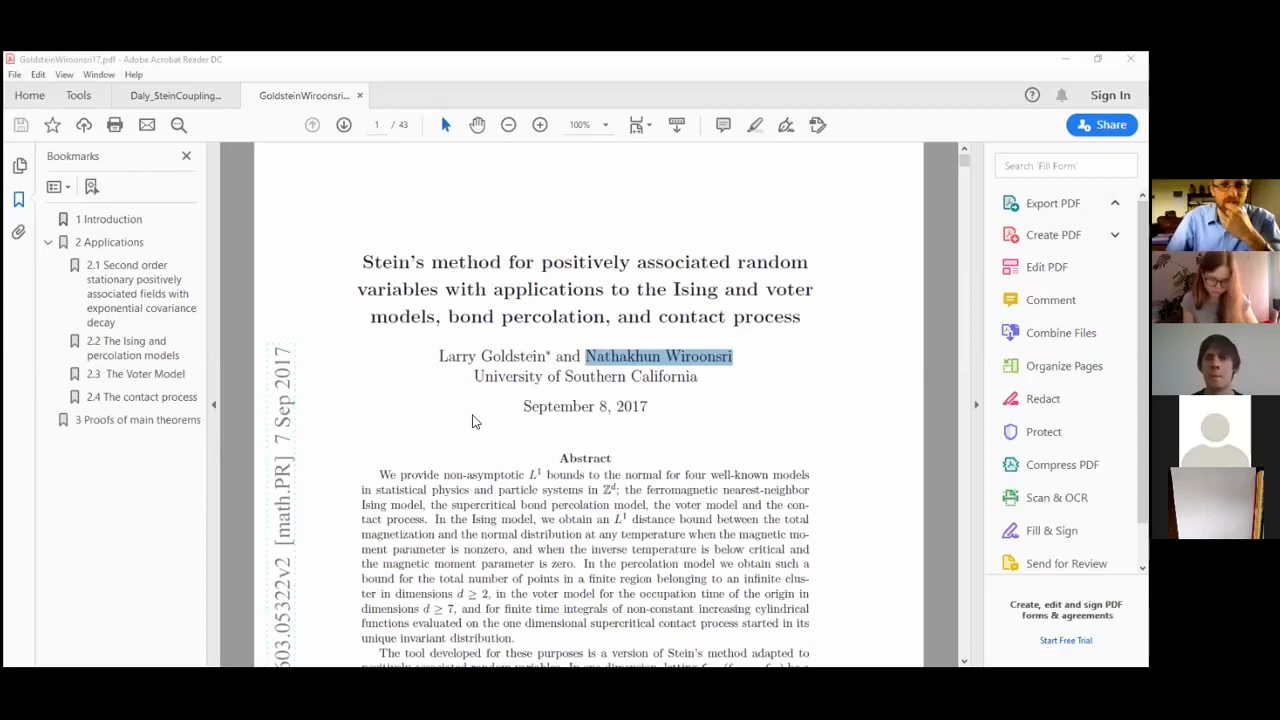 GoldsteinWiroonsri17.pdf - Adobe Acrobat Reader DC
File Edit View Window Help
Home Tools Daly_SteinCoupling... GoldsteinWiroonsri... × Sign In
1 / 43 100% Share
Bookmarks
1 Introduction
2 Applications
2.1 Second order
stationary positively
associated fields with
exponential covariance
decay
2.2 The Ising and
percolation models
2.3 The Voter Model
2.4 The contact process
3 Proofs of main theorems
603.05322v2 [math.PR] 7 Sep 2017
Stein's method for positively associated random
variables with applications to the Ising and voter
models, bond percolation, and contact process
Larry Goldstein* and Nathakhun Wiroonsri
University of Southern California
September 8, 2017
Abstract
We provide non-asymptotic L¹ bounds to the normal for four well-known models
in statistical physics and particle systems in ℤᵈ; the ferromagnetic nearest-neighbor
Ising model, the supercritical bond percolation model, the voter model and the con-
tact process. In the Ising model, we obtain an L¹ distance bound between the total
magnetization and the normal distribution at any temperature when the magnetic mo-
ment parameter is nonzero, and when the inverse temperature is below critical and
the magnetic moment parameter is zero. In the percolation model we obtain such a
bound for the total number of points in a finite region belonging to an infinite clus-
ter in dimensions d ≥ 2, in the voter model for the occupation time of the origin in
dimensions d ≥ 7, and for finite time integrals of non-constant increasing cylindrical
functions evaluated on the one dimensional supercritical contact process started in its
unique invariant distribution.
The tool developed for these purposes is a version of Stein's method adapted to
Search 'Fill Form'
Export PDF
Create PDF
Edit PDF
Comment
Combine Files
Organize Pages
Redact
Protect
Compress PDF
Scan & OCR
Fill & Sign
Send for Review
Create, edit and sign PDF
forms & agreements
Start Free Trial